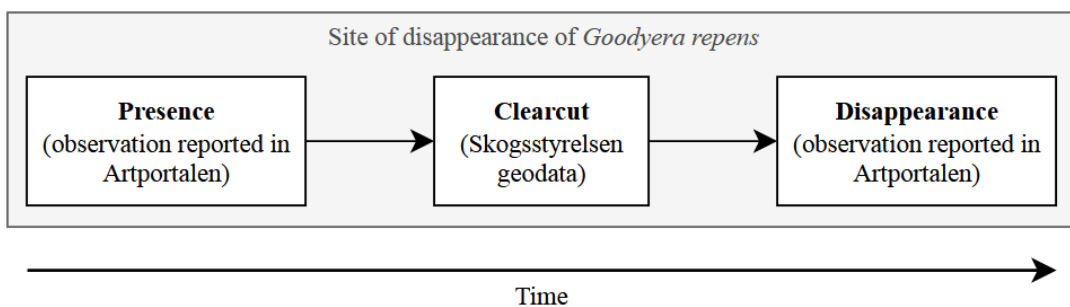 Site of disappearance of Goodyera repens
Presence
(observation reported in
Artportalen)
Clearcut
(Skogsstyrelsen
geodata)
Disappearance
(observation reported in
Artportalen)
Time